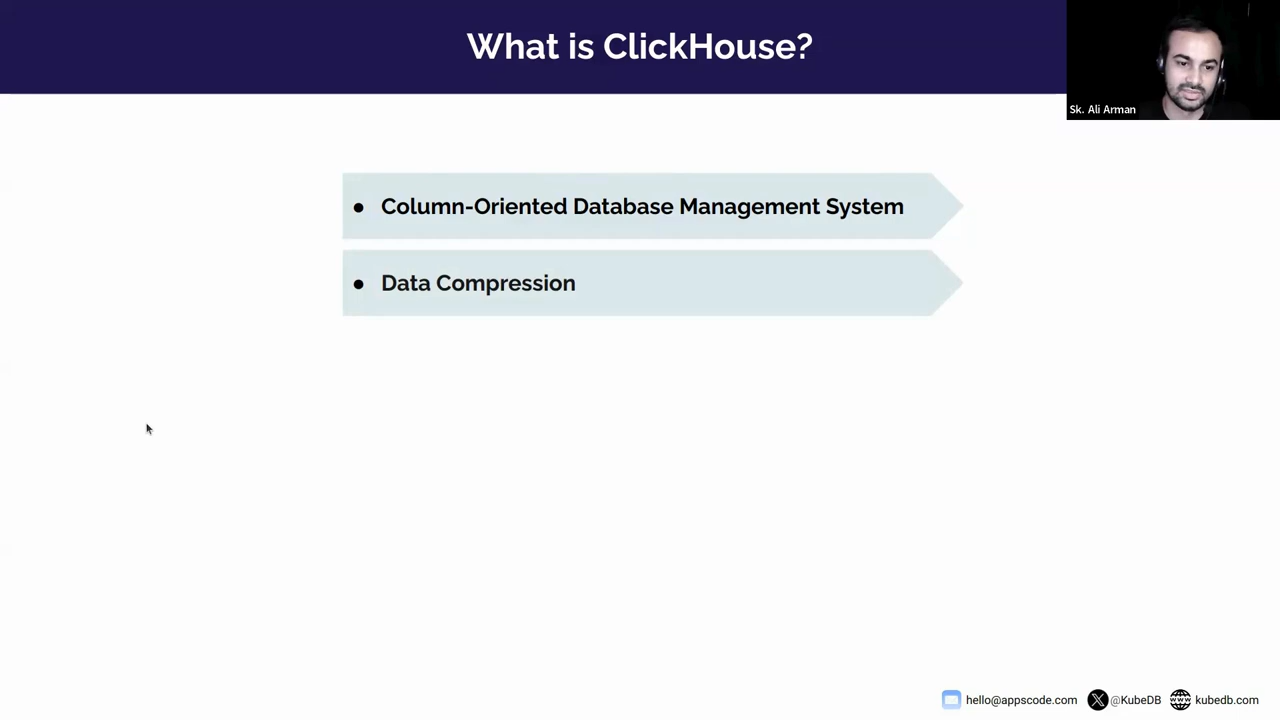 What is ClickHouse?
Sk. Ali Arman
● Column-Oriented Database Management System
● Data Compression
hello@appscode.com @KubeDB kubedb.com